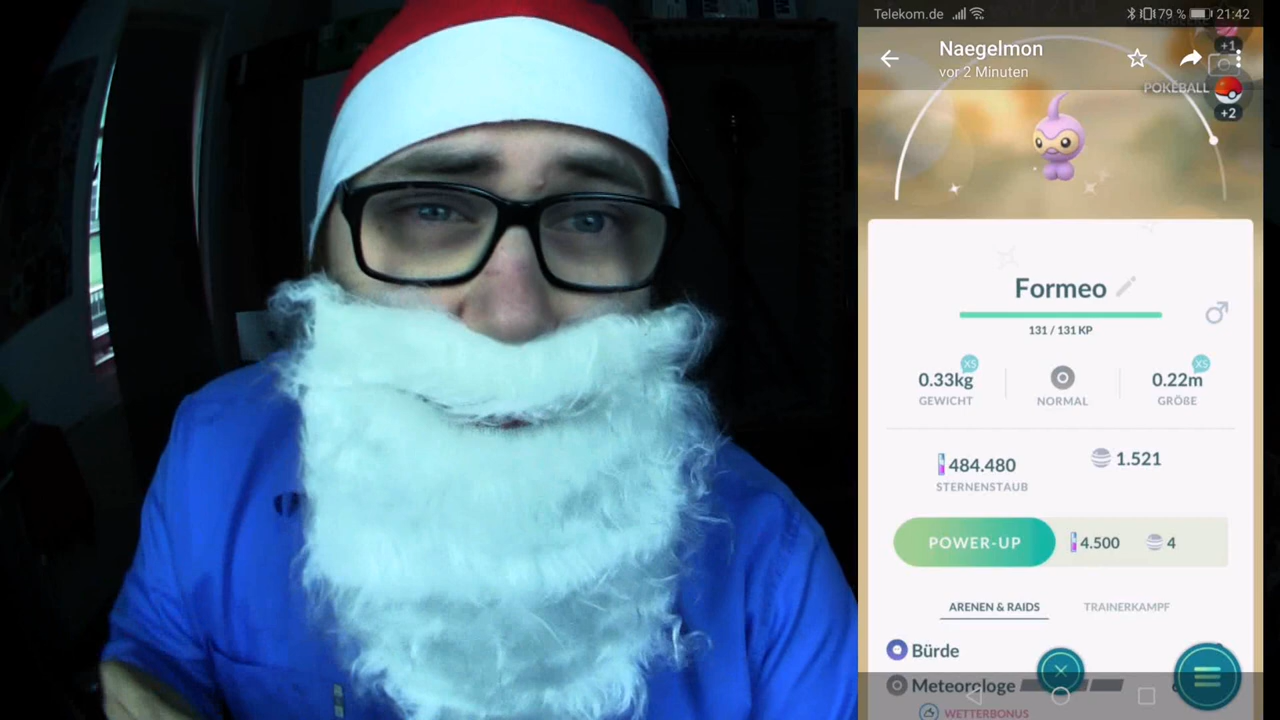 Telekom.de
79 %
21:42
Naegelmon
vor 2 Minuten
+1
POKÉBALL
+2
Formeo
131 / 131 KP
XS
XS
0.33kg
0.22m
GEWICHT
NORMAL
GRÖẞE
484.480
1.521
STERNENSTAUB
POWER-UP
4.500
4
ARENEN & RAIDS
TRAINERKAMPF
Bürde
Meteorologe
WETTERBONUS